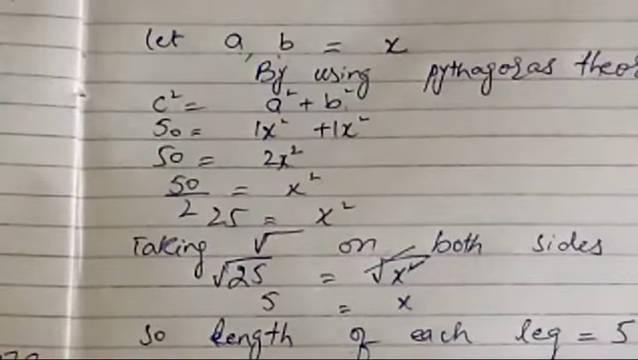 let a, b = x
By using pythagoras theor
c² = a² + b²
50 = 1x² + 1x²
50 = 2x²
50/2 = x²
25 = x²
Taking √ on both sides
√25 = √x²
5 = x
so length of each leg = 5